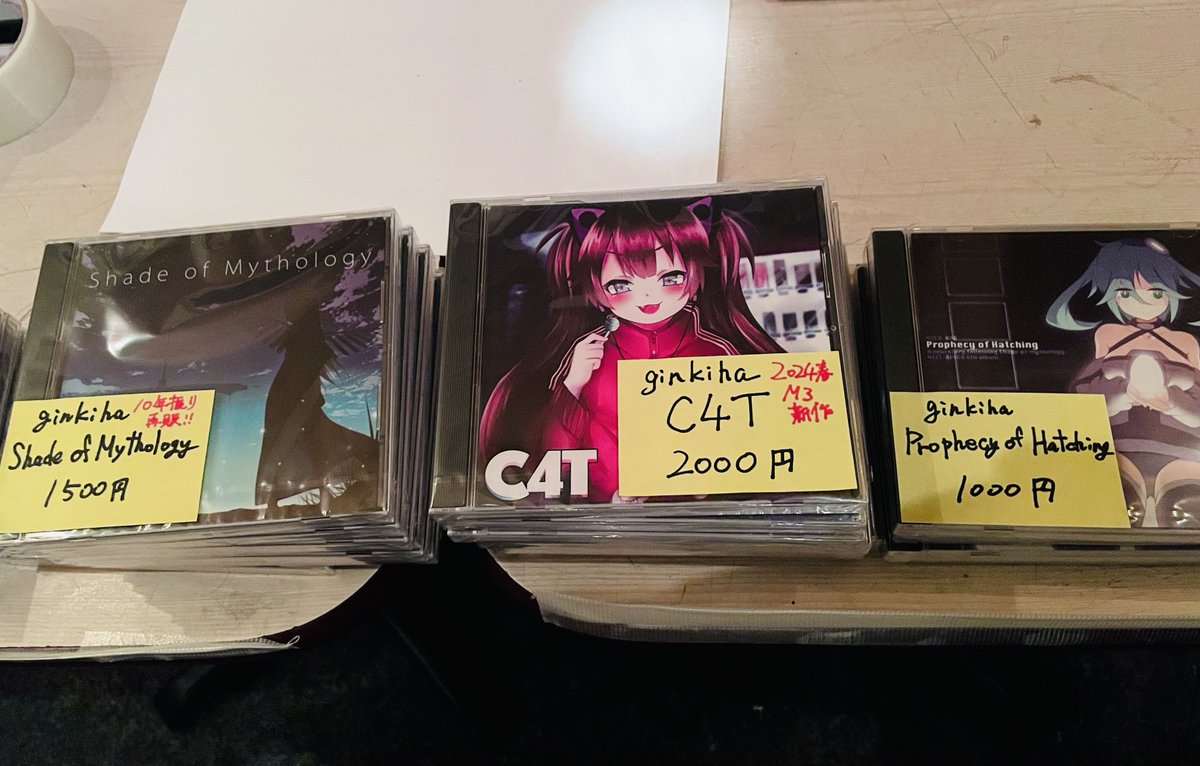 Shade of Mythology
ginkiha
10年振り
再販!!
Shade of Mythology
1500円
C4T
ginkiha
2024春
M3
新作
C4T
2000円
Prophecy of Hatching
ginkiha
Prophecy of Hatching
1000円